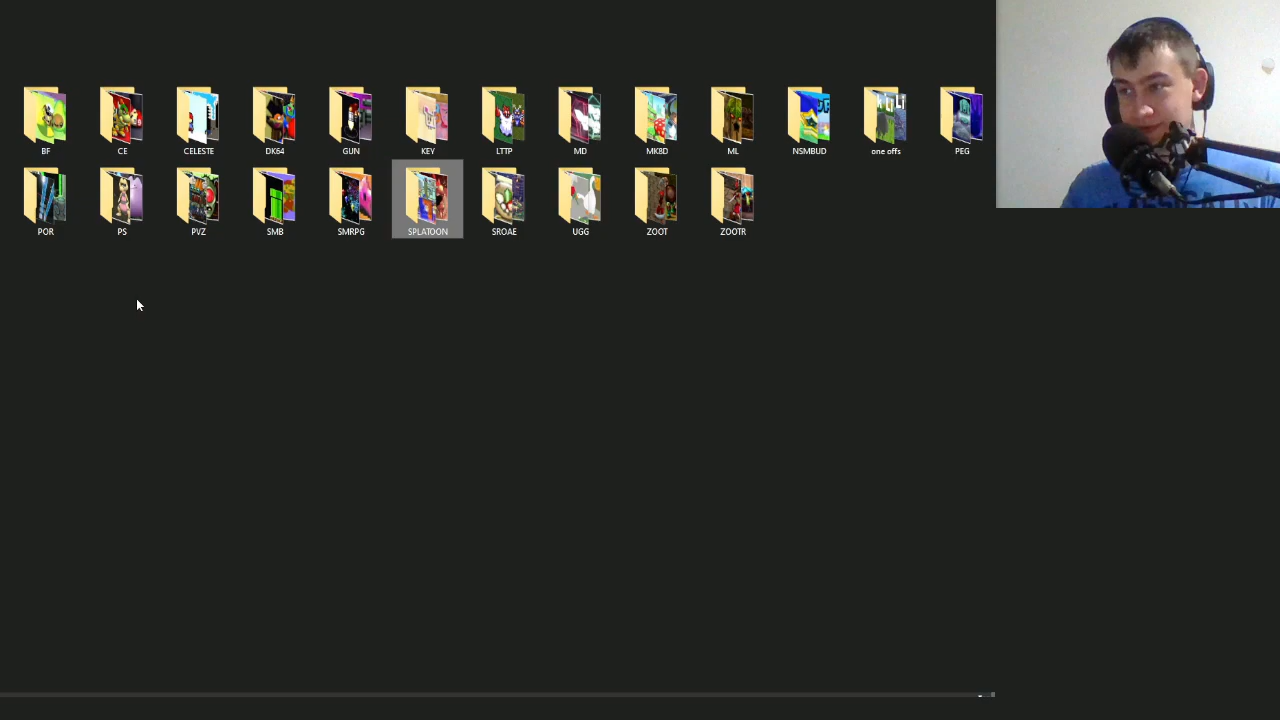 BF
CE
CELESTE
DK64
GUN
KEY
LTTP
MD
MK8D
ML
NSMBUD
one offs
PEG
POR
PS
PVZ
SMB
SMRPG
SPLATOON
SROAE
UGG
ZOOT
ZOOTR